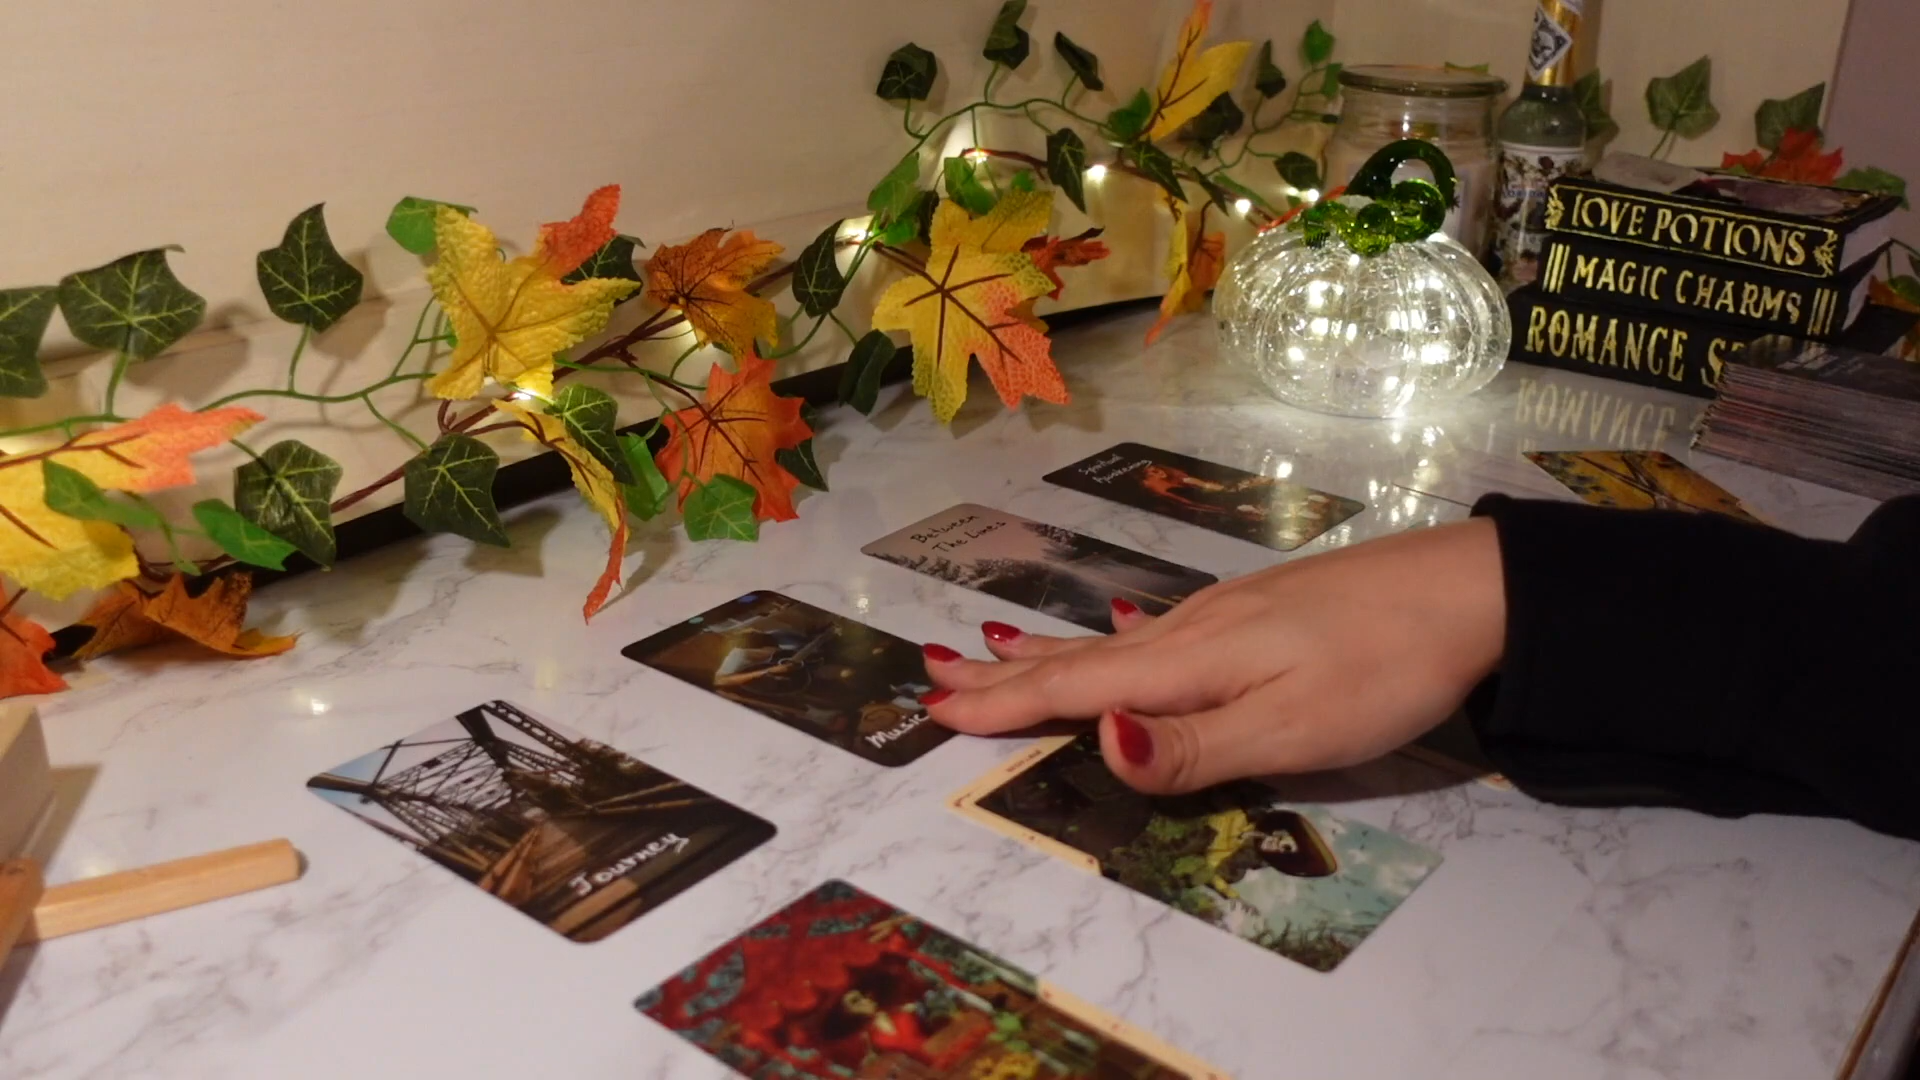 LOVE POTIONS
MAGIC CHARMS
ROMANCE
Spiritual
Awakening
Between
The Lines
Music
Journey